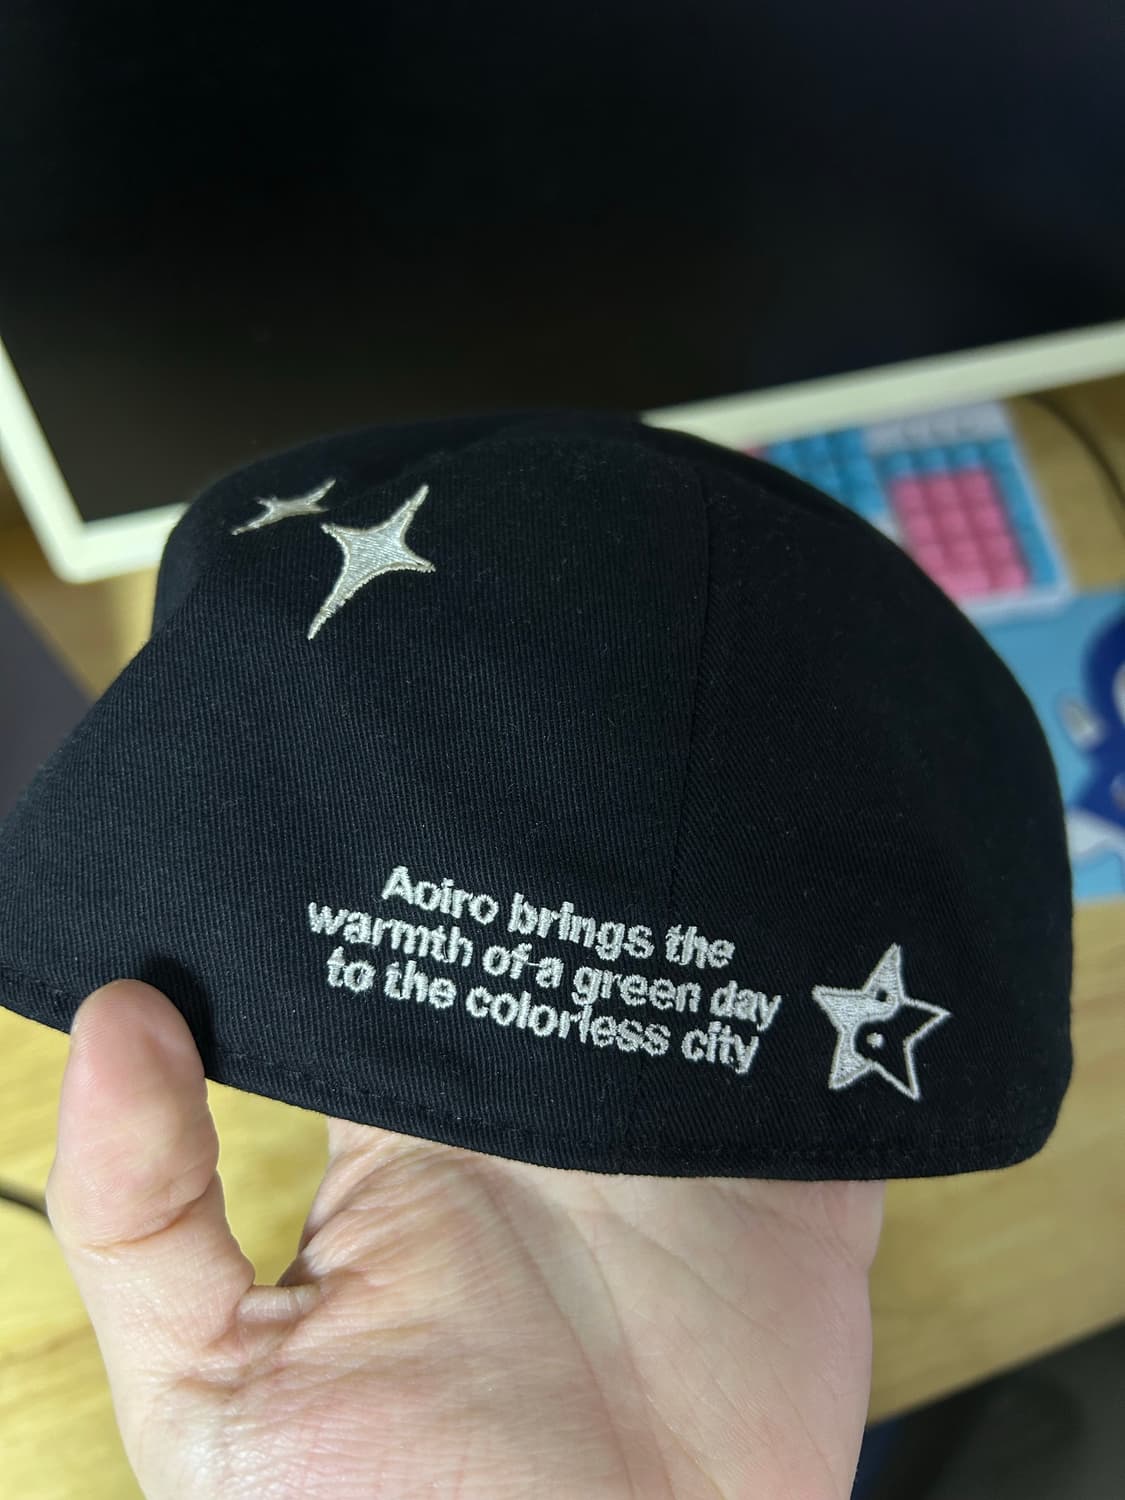 Aoiro brings the
warmth of a green day
to the colorless city